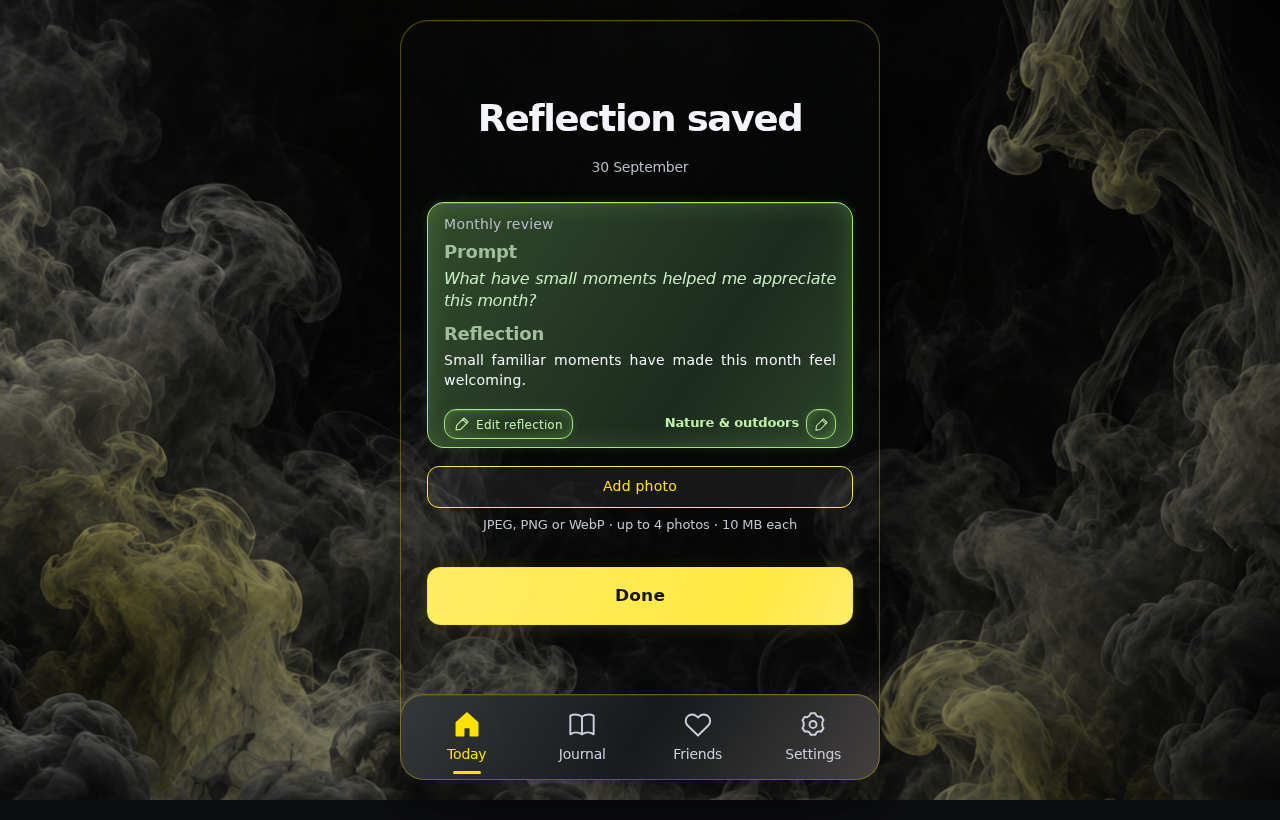 Reflection saved
30 September
Monthly review
Prompt
What have small moments helped me appreciate
this month?
Reflection
Small familiar moments have made this month feel
welcoming.
Edit reflection
Nature & outdoors
Add photo
JPEG, PNG or WebP · up to 4 photos · 10 MB each
Done
Today
Journal
Friends
Settings